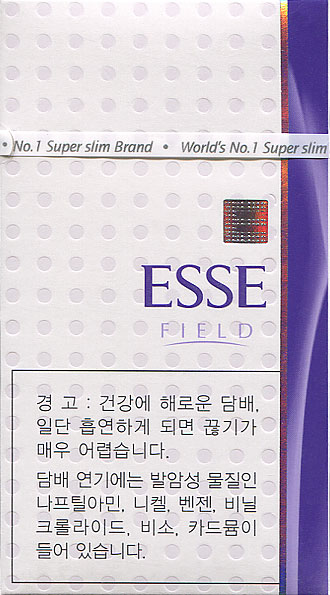 • No.1 Super slim Brand • World's No.1 Super slim
ESSE
FIELD
경 고 : 건강에 해로운 담배,
일단 흡연하게 되면 끊기가
매우 어렵습니다.
담배 연기에는 발암성 물질인
나프틸아민, 니켈, 벤젠, 비닐
크롤라이드, 비소, 카드뮴이
들어 있습니다.